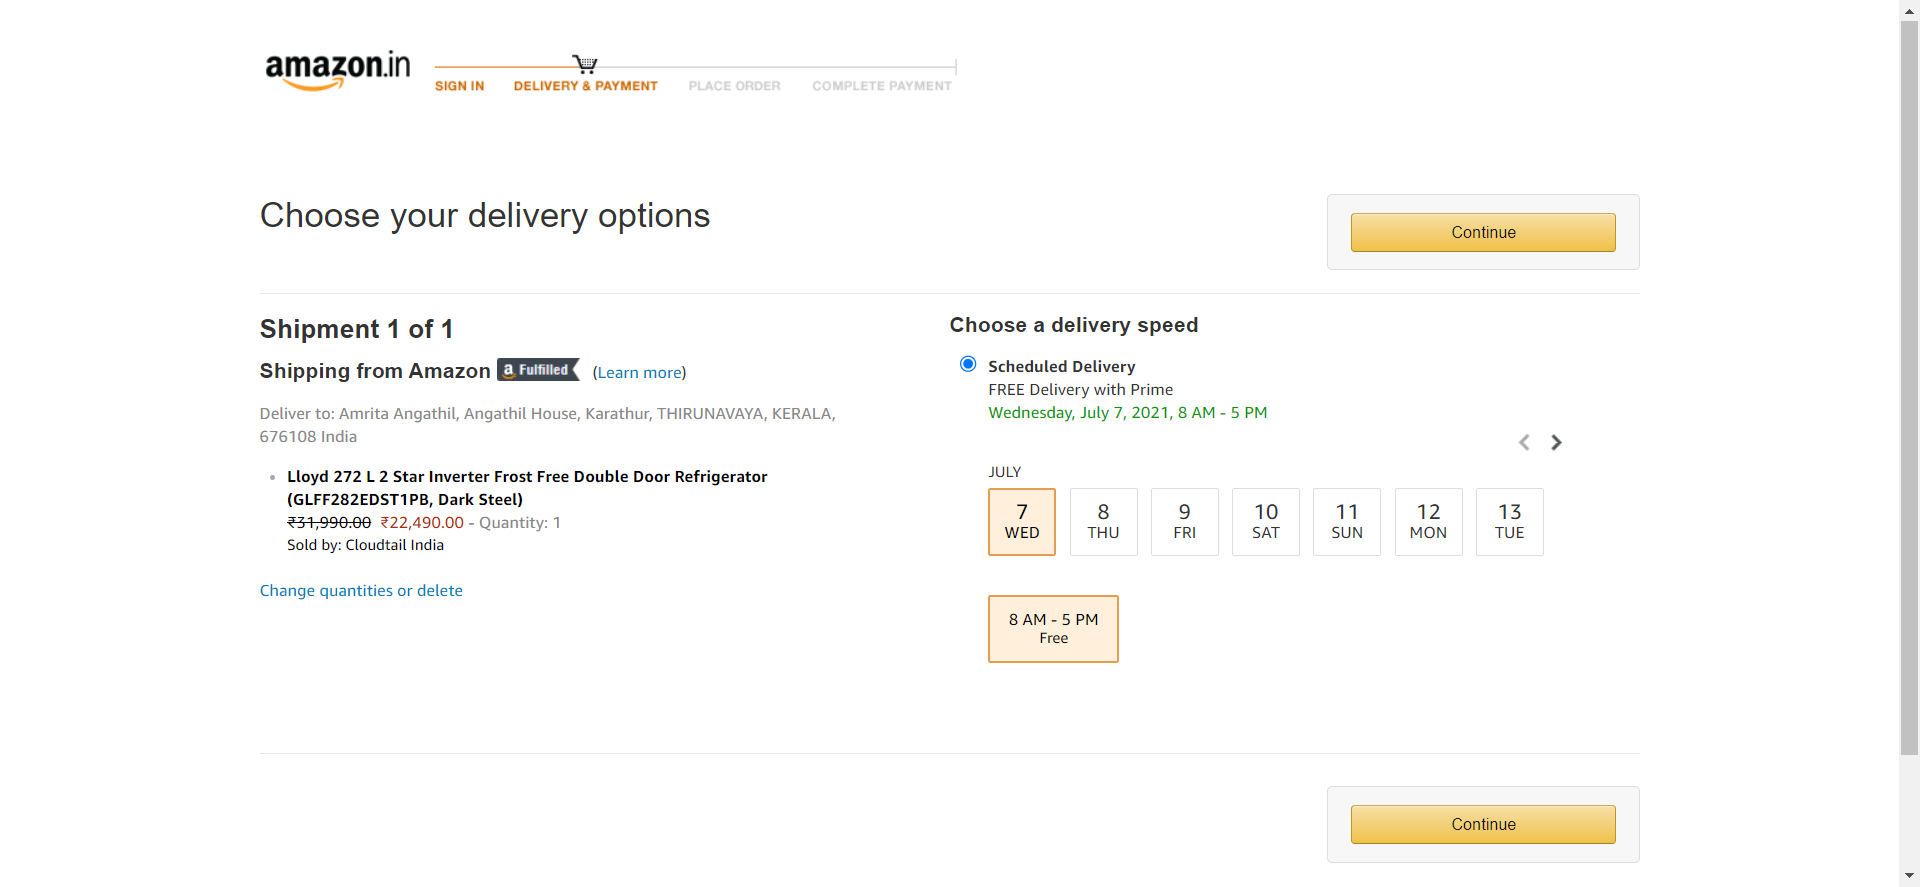 amazon.in
SIGN IN DELIVERY & PAYMENT PLACE ORDER COMPLETE PAYMENT
Choose your delivery options
Continue
Shipment 1 of 1
Shipping from Amazon a Fulfilled (Learn more)
Deliver to: Amrita Angathil, Angathil House, Karathur, THIRUNAVAYA, KERALA,
676108 India
Lloyd 272 L 2 Star Inverter Frost Free Double Door Refrigerator
(GLFF282EDST1PB, Dark Steel)
₹31,990.00 ₹22,490.00 - Quantity: 1
Sold by: Cloudtail India
Change quantities or delete
Choose a delivery speed
Scheduled Delivery
FREE Delivery with Prime
Wednesday, July 7, 2021, 8 AM - 5 PM
JULY
7 8 9 10 11 12 13
WED THU FRI SAT SUN MON TUE
8 AM - 5 PM
Free
Continue